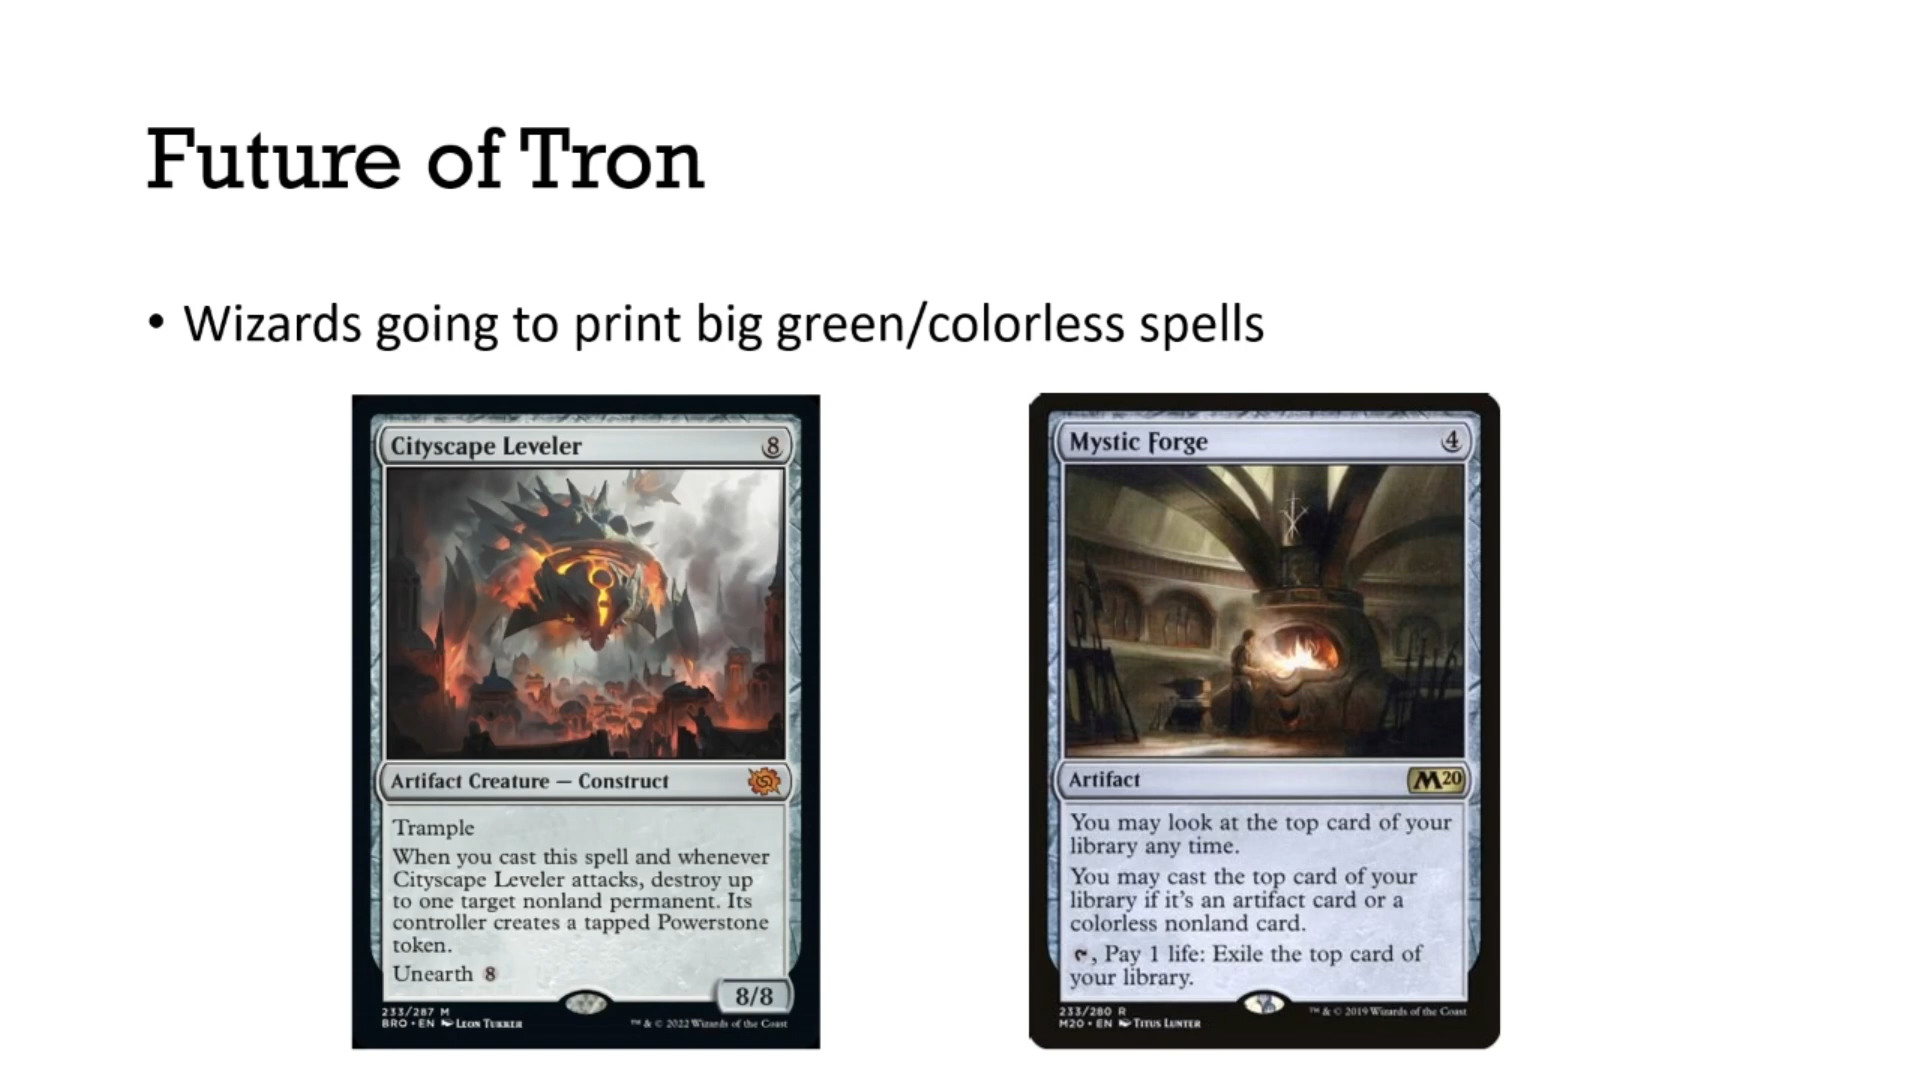 Future of Tron
• Wizards going to print big green/colorless spells
Cityscape Leveler 8
Artifact Creature — Construct
Trample
When you cast this spell and whenever
Cityscape Leveler attacks, destroy up
to one target nonland permanent. Its
controller creates a tapped Powerstone
token.
Unearth 8
8/8
233/287 M
BRO • EN LEON TUKKER
™ & © 2022 Wizards of the Coast
Mystic Forge 4
Artifact M20
You may look at the top card of your
library any time.
You may cast the top card of your
library if it's an artifact card or a
colorless nonland card.
, Pay 1 life: Exile the top card of
your library.
233/280 R
M20 • EN TITUS LUNTER
™ & © 2019 Wizards of the Coast